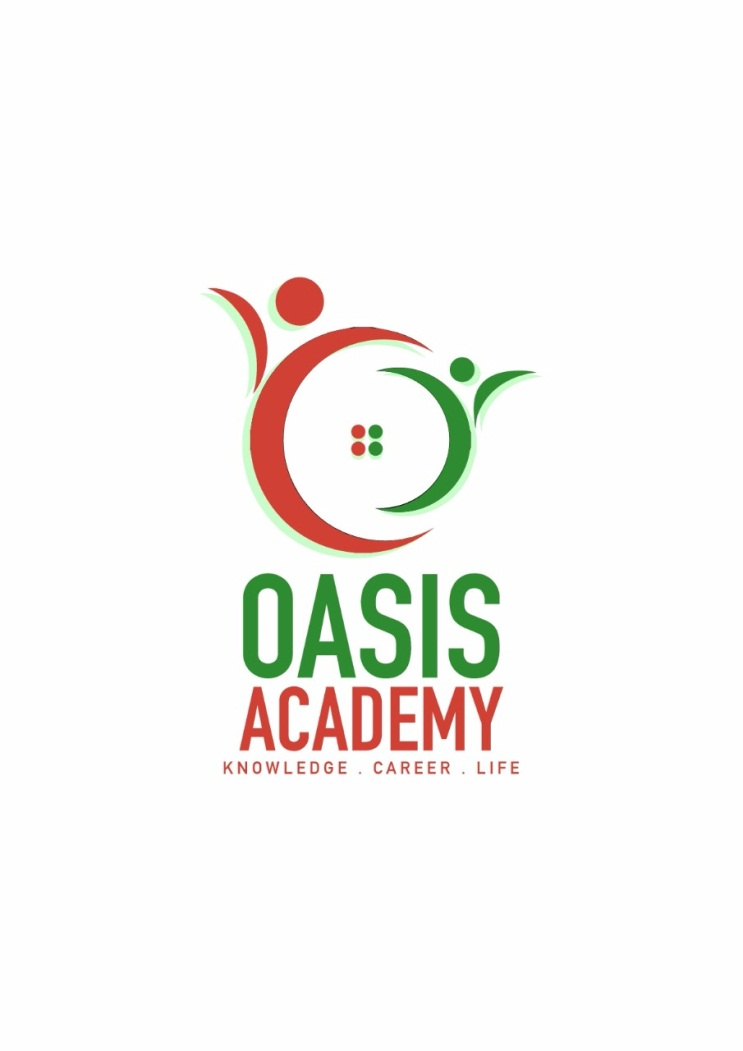 OASIS
ACADEMY
KNOWLEDGE . CAREER . LIFE